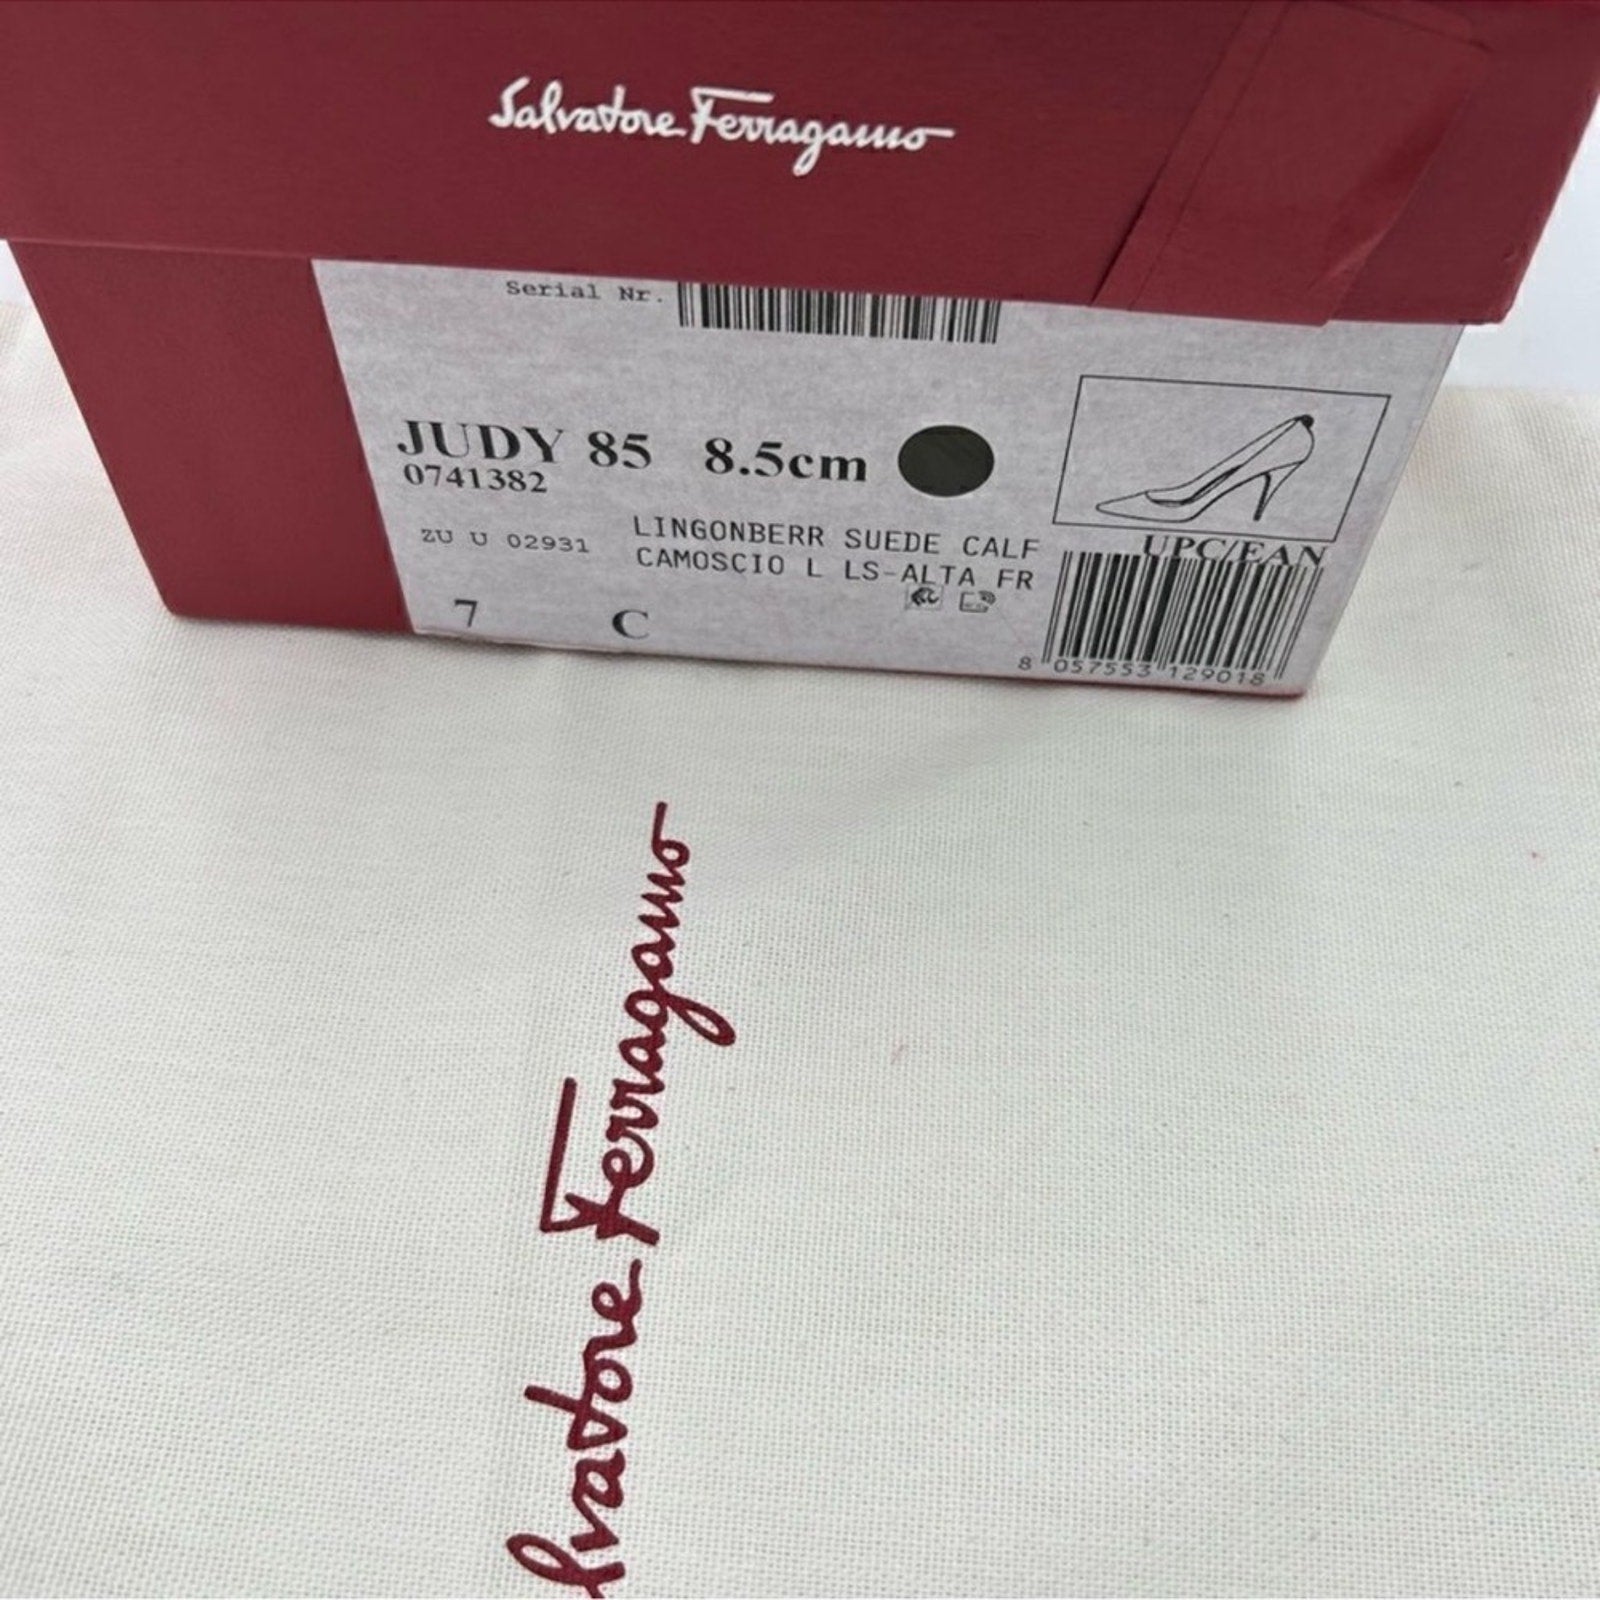 Salvatore Ferragamo
Serial Nr.
JUDY 85 8.5cm
0741382
ZU U 02931
LINGONBERR SUEDE CALF
CAMOSCIO L LS-ALTA FR
7 C
UPC/EAN
8 057553 129018
lvatore Ferragamo